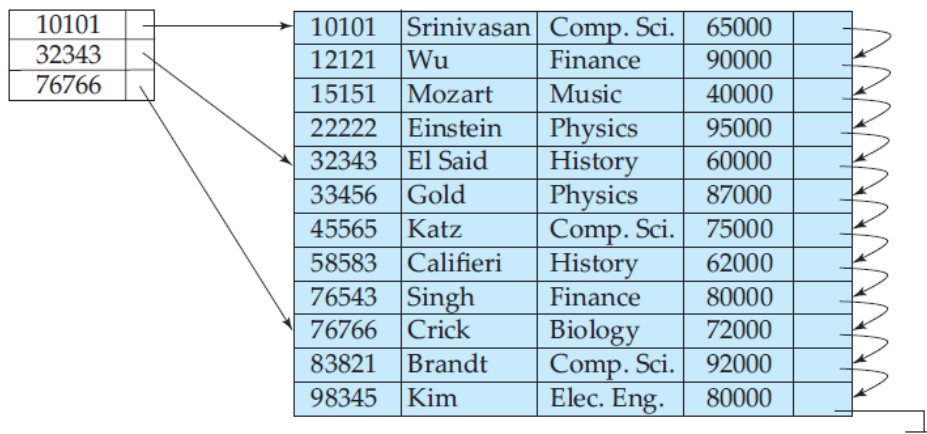 10101
32343
76766
10101 Srinivasan Comp. Sci. 65000
12121 Wu Finance 90000
15151 Mozart Music 40000
22222 Einstein Physics 95000
32343 El Said History 60000
33456 Gold Physics 87000
45565 Katz Comp. Sci. 75000
58583 Califieri History 62000
76543 Singh Finance 80000
76766 Crick Biology 72000
83821 Brandt Comp. Sci. 92000
98345 Kim Elec. Eng. 80000